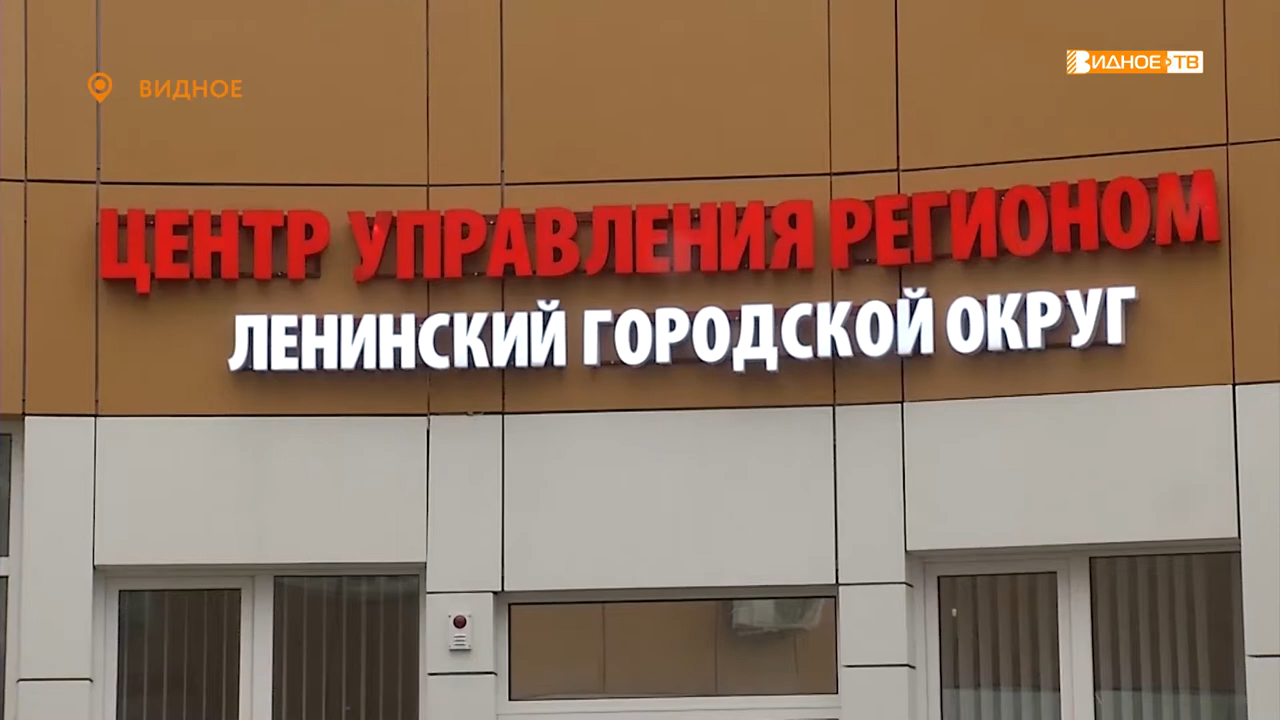 ВИДНОЕ
ВИДНОЕ ТВ
ЦЕНТР УПРАВЛЕНИЯ РЕГИОНОМ
ЛЕНИНСКИЙ ГОРОДСКОЙ ОКРУГ